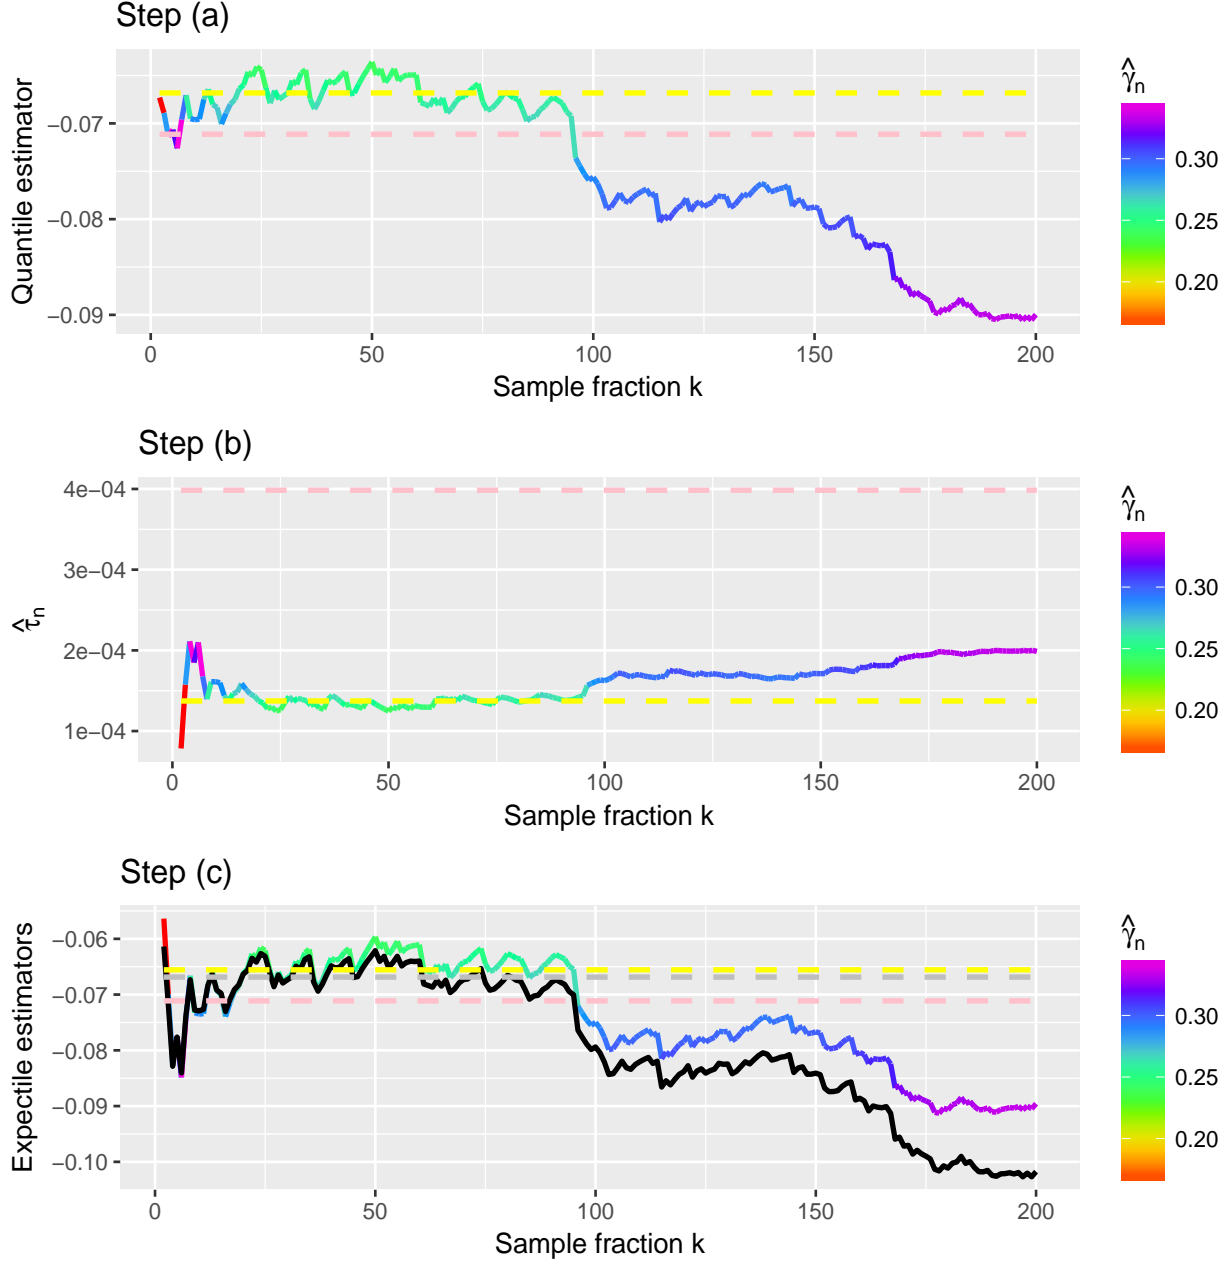 Step (a)
Quantile estimator
−0.07
−0.08
−0.09
0
50
100
150
200
Sample fraction k
γ̂n
0.30
0.25
0.20
Step (b)
τ̂n
4e−04
3e−04
2e−04
1e−04
0
50
100
150
200
Sample fraction k
γ̂n
0.30
0.25
0.20
Step (c)
Expectile estimators
−0.06
−0.07
−0.08
−0.09
−0.10
0
50
100
150
200
Sample fraction k
γ̂n
0.30
0.25
0.20